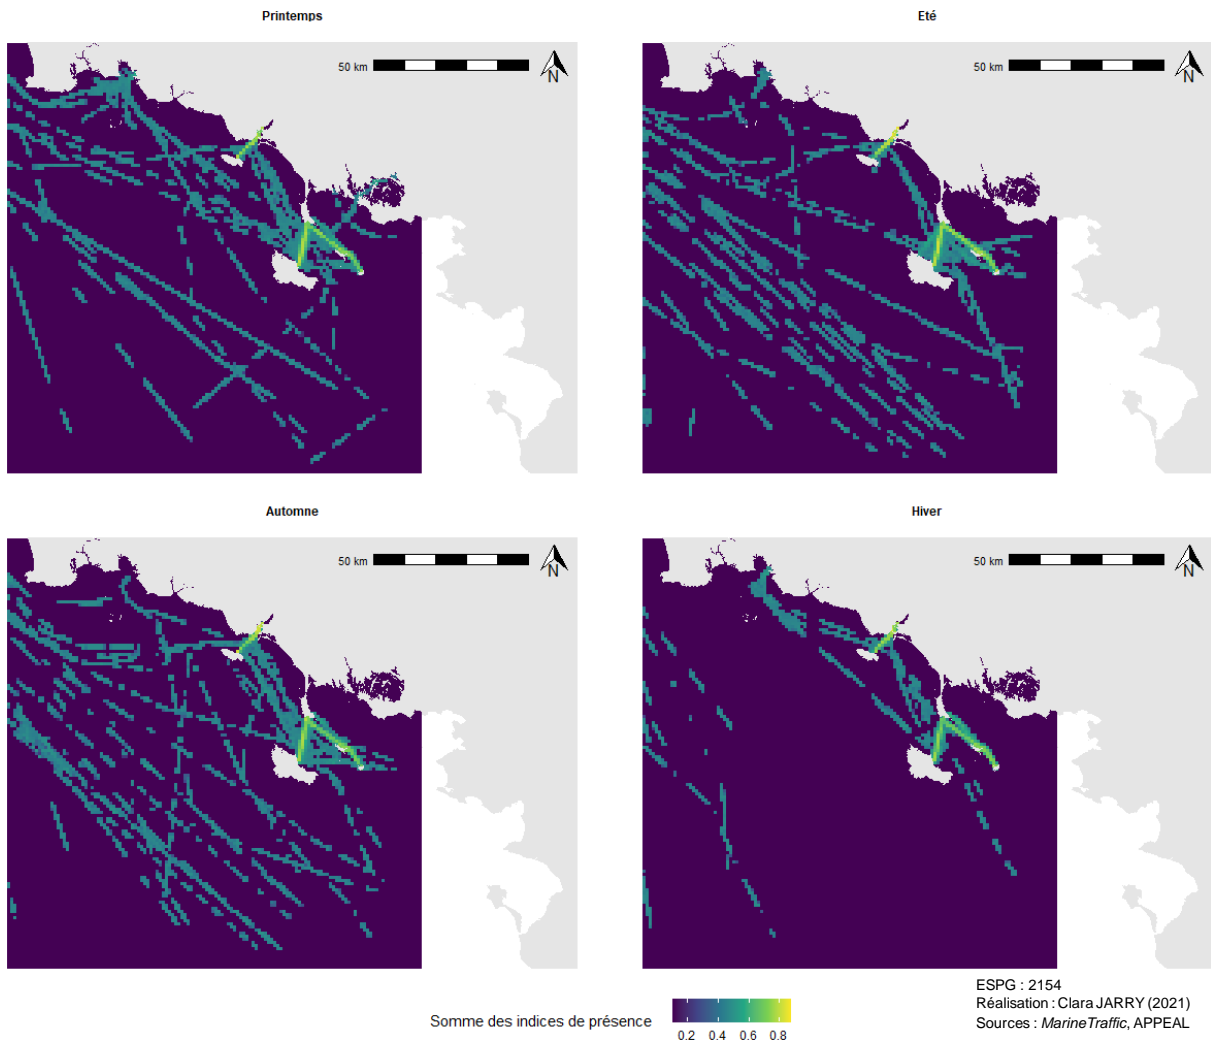 Printemps
Eté
50 km
N
50 km
N
Automne
Hiver
50 km
N
50 km
N
Somme des indices de présence
0.2 0.4 0.6 0.8
ESPG : 2154
Réalisation : Clara JARRY (2021)
Sources : MarineTraffic, APPEAL